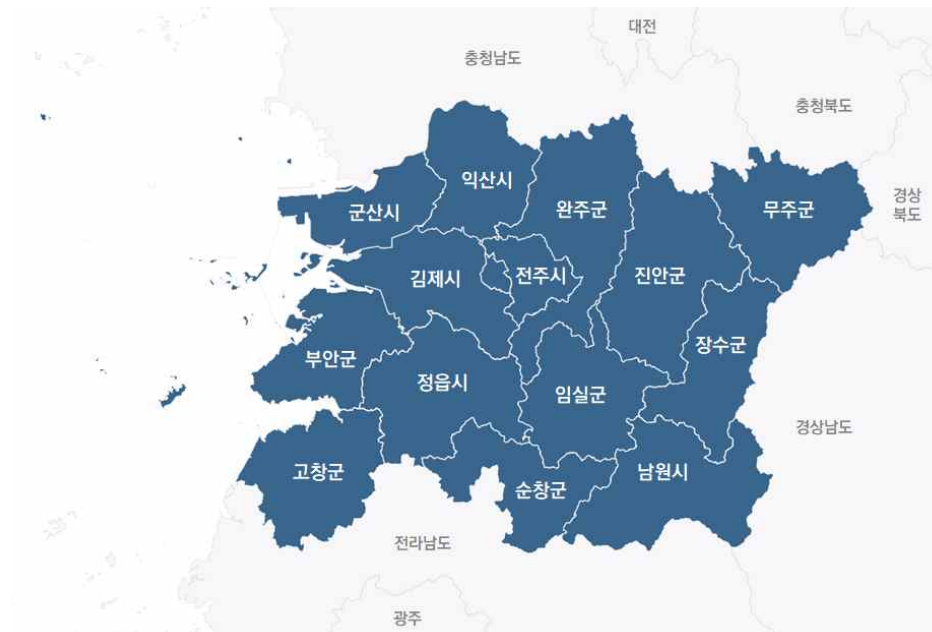 대전
충청남도
충청북도
익산시
완주군
무주군
경상
북도
군산시
김제시
전주시
진안군
장수군
부안군
정읍시
임실군
경상남도
고창군
순창군
남원시
전라남도
광주